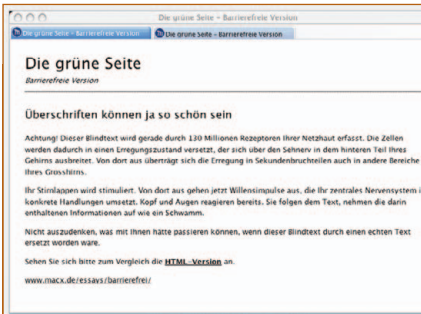 Die grüne Seite – Barrierefreie Version
Die grüne Seite – Barrierefreie Version
Die grüne Seite – Barrierefreie Version
Die grüne Seite
Barrierefreie Version
Überschriften können ja so schön sein
Achtung! Dieser Blindtext wird gerade durch 130 Millionen Rezeptoren Ihrer Netzhaut erfasst. Die Zellen
werden dadurch in einen Erregungszustand versetzt, der sich über den Sehnerv in dem hinteren Teil Ihres
Gehirns ausbreitet. Von dort aus überträgt sich die Erregung in Sekundenbruchteilen auch in andere Bereiche
Ihres Grosshirns.
Ihr Stirnlappen wird stimuliert. Von dort aus gehen jetzt Willensimpulse aus, die Ihr zentrales Nervensystem i
konkrete Handlungen umsetzt. Kopf und Augen reagieren bereits. Sie folgen dem Text, nehmen die darin
enthaltenen Informationen auf wie ein Schwamm.
Nicht auszudenken, was mit Ihnen hätte passieren können, wenn dieser Blindtext durch einen echten Text
ersetzt worden wäre.
Sehen Sie sich bitte zum Vergleich die HTML-Version an.
www.macx.de/essays/barrierefrei/